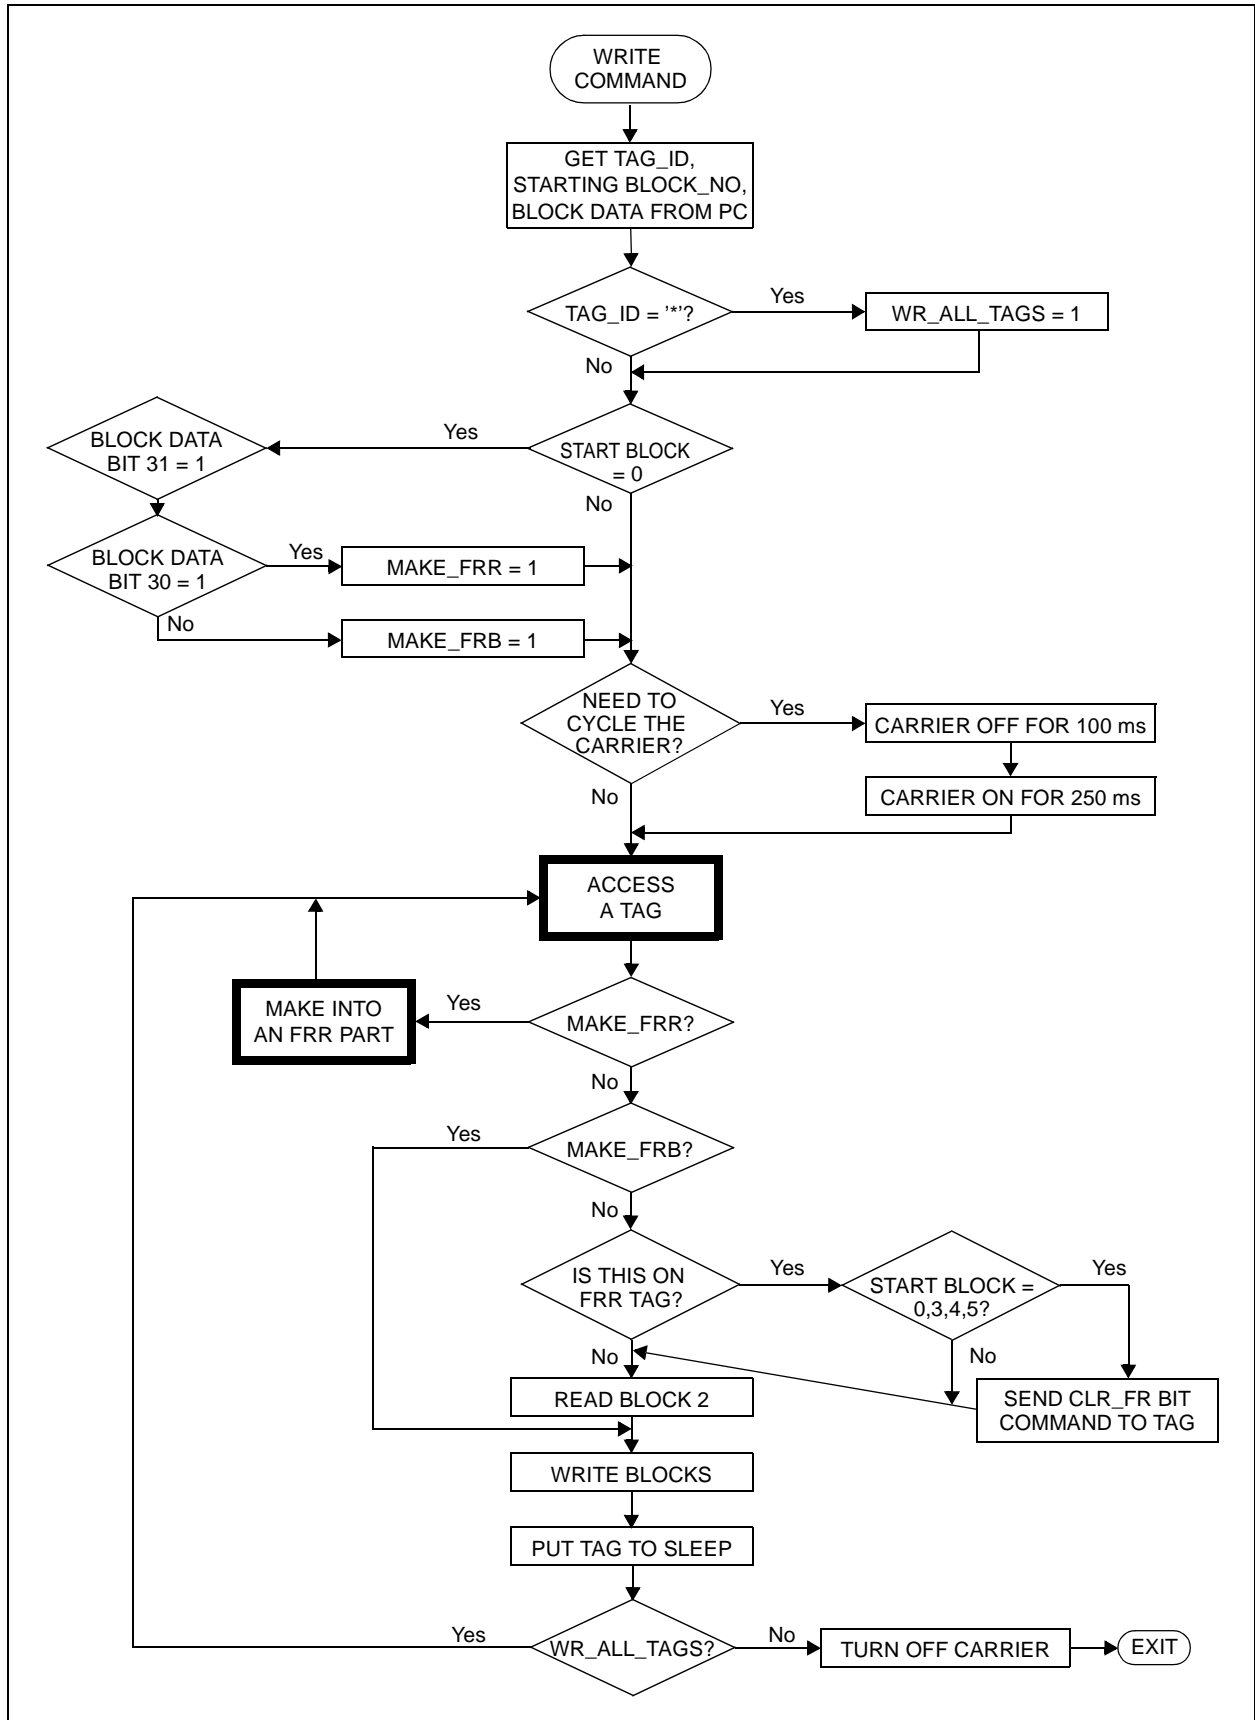 WRITE
COMMAND
GET TAG_ID,
STARTING BLOCK_NO,
BLOCK DATA FROM PC
TAG_ID = '*'?
Yes
WR_ALL_TAGS = 1
No
START BLOCK
= 0
Yes
No
BLOCK DATA
BIT 31 = 1
BLOCK DATA
BIT 30 = 1
Yes
MAKE_FRR = 1
No
MAKE_FRB = 1
NEED TO
CYCLE THE
CARRIER?
Yes
CARRIER OFF FOR 100 ms
CARRIER ON FOR 250 ms
No
ACCESS
A TAG
MAKE_FRR?
Yes
MAKE INTO
AN FRR PART
No
MAKE_FRB?
Yes
No
IS THIS ON
FRR TAG?
Yes
START BLOCK =
0,3,4,5?
Yes
No
No
SEND CLR_FR BIT
COMMAND TO TAG
READ BLOCK 2
WRITE BLOCKS
PUT TAG TO SLEEP
WR_ALL_TAGS?
Yes
No
TURN OFF CARRIER
EXIT